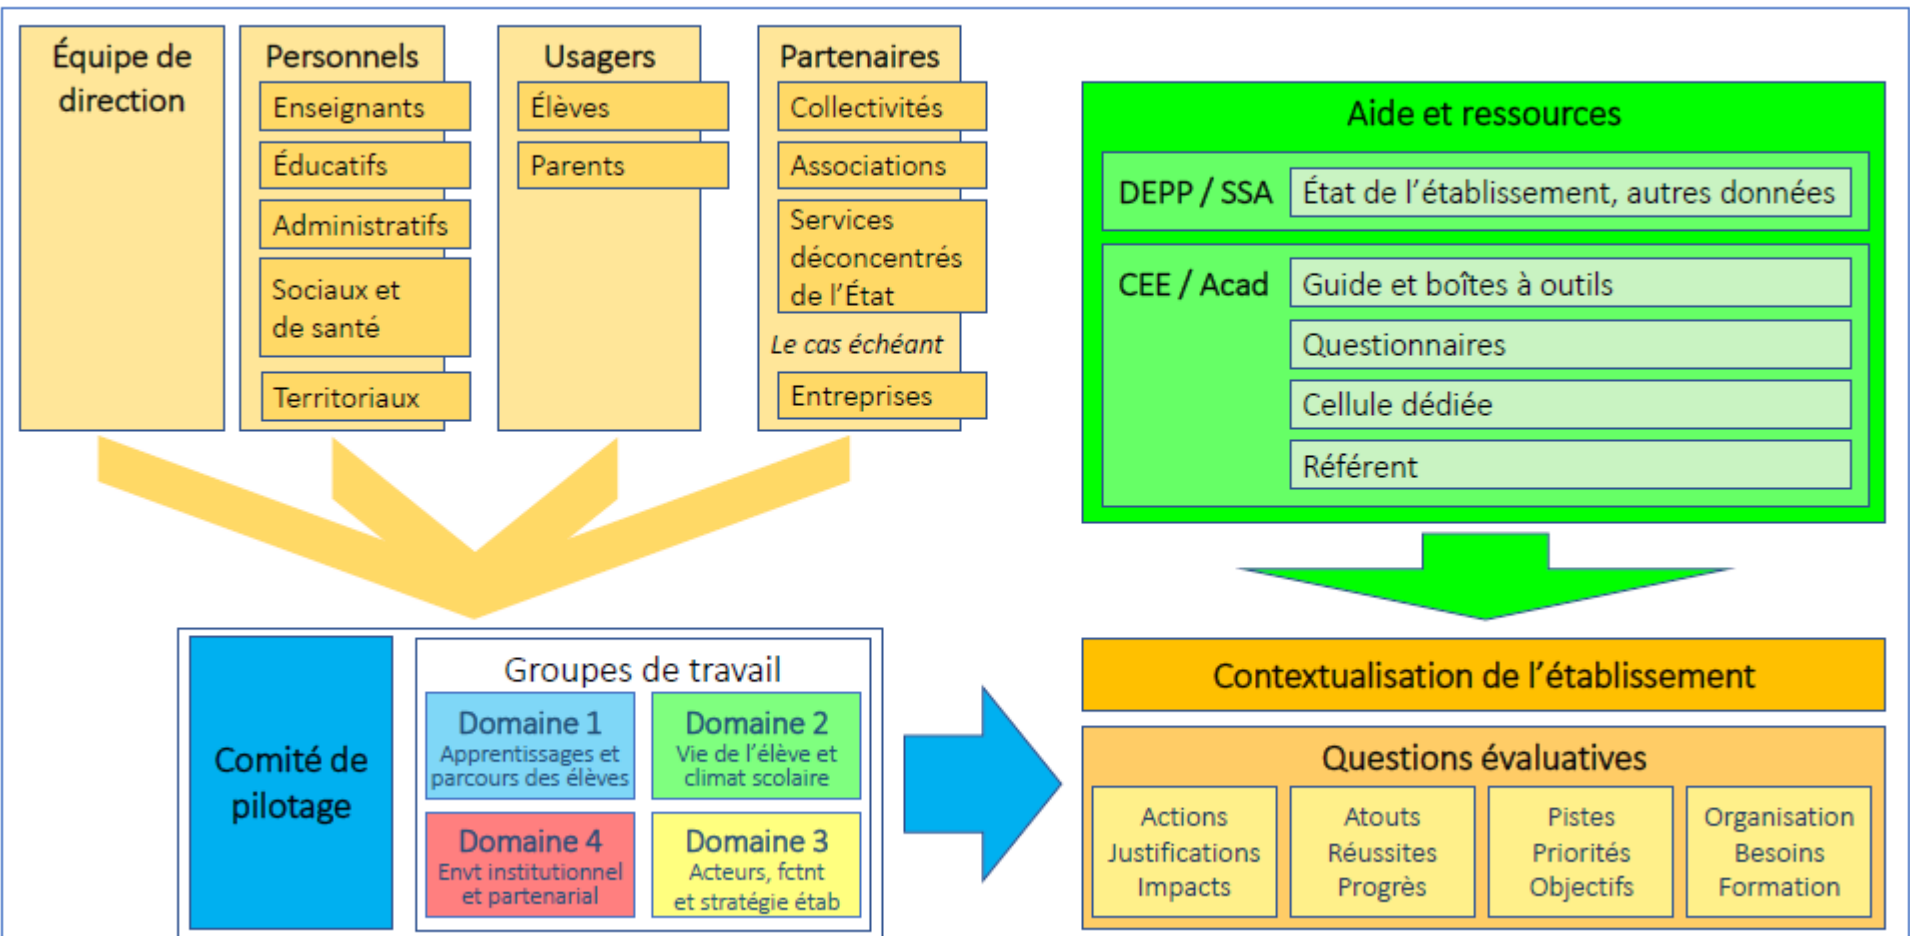 Équipe de
direction
Personnels
Enseignants
Éducatifs
Administratifs
Sociaux et
de santé
Territoriaux
Usagers
Élèves
Parents
Partenaires
Collectivités
Associations
Services
déconcentrés
de l’État
Le cas échéant
Entreprises
Aide et ressources
DEPP / SSA
État de l’établissement, autres données
CEE / Acad
Guide et boîtes à outils
Questionnaires
Cellule dédiée
Référent
Comité de
pilotage
Groupes de travail
Domaine 1
Apprentissages et
parcours des élèves
Domaine 2
Vie de l’élève et
climat scolaire
Domaine 4
Envt institutionnel
et partenarial
Domaine 3
Acteurs, fctnt
et stratégie étab
Contextualisation de l’établissement
Questions évaluatives
Actions
Justifications
Impacts
Atouts
Réussites
Progrès
Pistes
Priorités
Objectifs
Organisation
Besoins
Formation